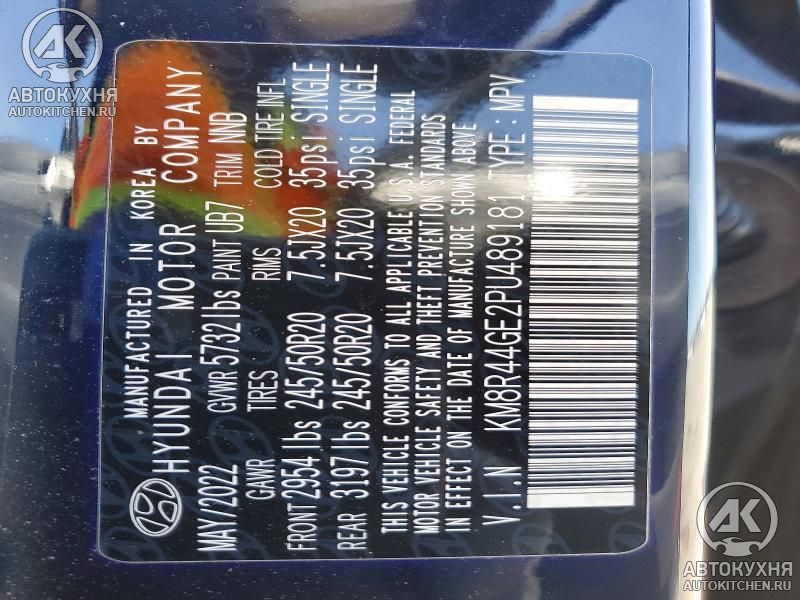 АВТОКУХНЯ
AUTOKITCHEN.RU
MANUFACTURED IN KOREA BY
HYUNDAI MOTOR COMPANY
MAY/2022 GVWR 5732 lbs PAINT UB7 TRIM NNB
GAWR TIRES RIMS COLD TIRE INFL
FRONT 2954 lbs 245/50R20 7.5JX20 35psi SINGLE
REAR 3197 lbs 245/50R20 7.5JX20 35psi SINGLE
THIS VEHICLE CONFORMS TO ALL APPLICABLE U.S.A. FEDERAL
MOTOR VEHICLE SAFETY AND THEFT PREVENTION STANDARDS
IN EFFECT ON THE DATE OF MANUFACTURE SHOWN ABOVE
V.I.N KM8R44GE2PU489181 TYPE : MPV
АВТОКУХНЯ
AUTOKITCHEN.RU